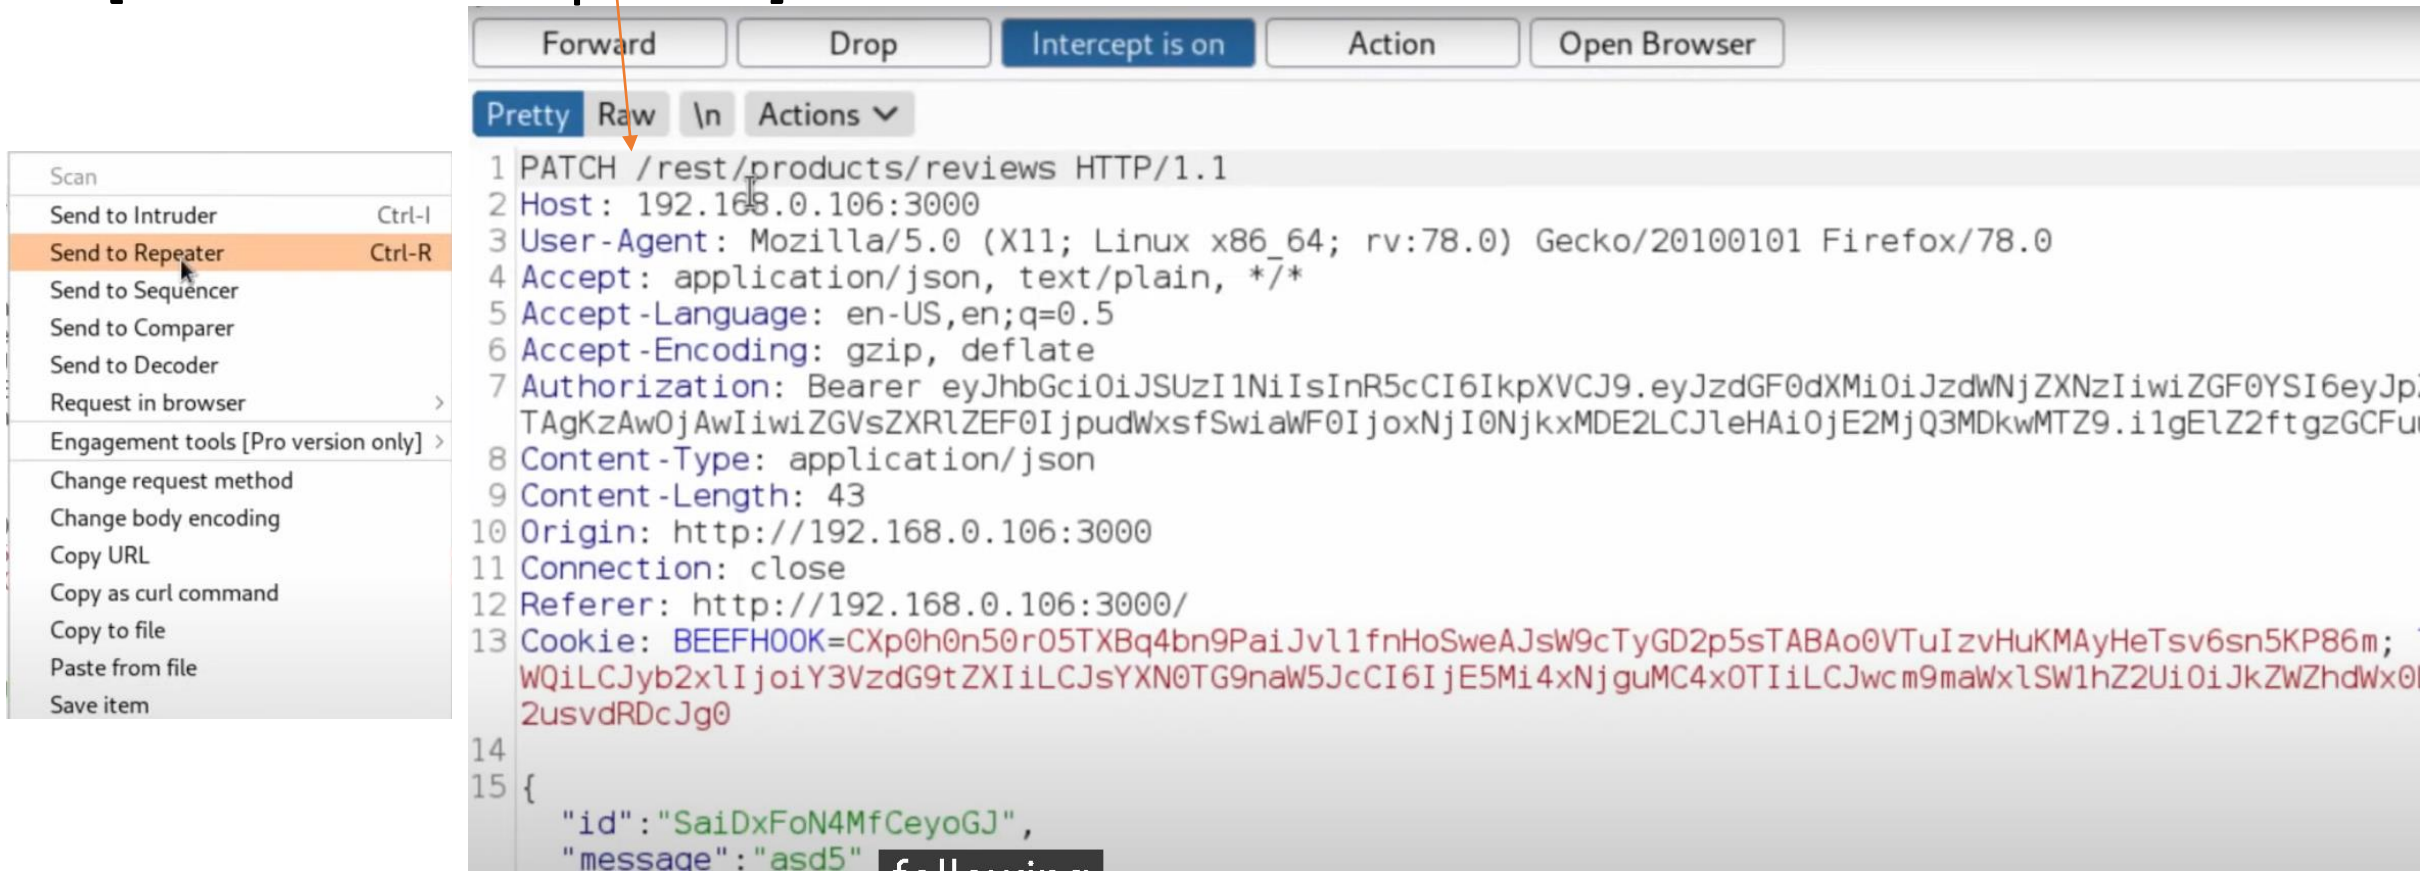 Scan
Send to Intruder Ctrl-I
Send to Repeater Ctrl-R
Send to Sequencer
Send to Comparer
Send to Decoder
Request in browser >
Engagement tools [Pro version only] >
Change request method
Change body encoding
Copy URL
Copy as curl command
Copy to file
Paste from file
Save item
Forward Drop Intercept is on Action Open Browser
Pretty Raw \n Actions
1 PATCH /rest/products/reviews HTTP/1.1
2 Host: 192.168.0.106:3000
3 User-Agent: Mozilla/5.0 (X11; Linux x86_64; rv:78.0) Gecko/20100101 Firefox/78.0
4 Accept: application/json, text/plain, */*
5 Accept-Language: en-US,en;q=0.5
6 Accept-Encoding: gzip, deflate
7 Authorization: Bearer eyJhbGciOiJSUzI1NiIsInR5cCI6IkpXVCJ9.eyJzdGF0dXMiOiJzdWNjZXNzIiwiZGF0YSI6eyJp
TAgKzAwOjAwIiwiZGVsZXRlZEF0IjpudWxsfSwiaWF0IjoxNjI0NjkxMDE2LCJleHAiOjE2MjQ3MDkwMTZ9.i1gElZ2ftgzGCFu
8 Content-Type: application/json
9 Content-Length: 43
10 Origin: http://192.168.0.106:3000
11 Connection: close
12 Referer: http://192.168.0.106:3000/
13 Cookie: BEEFHOOK=CXp0h0n50rO5TXBq4bn9PaiJvl1fnHoSweAJsW9cTyGD2p5sTABAo0VTuIzvHuKMAyHeTsv6sn5KP86m;
WQiLCJyb2xlIjoiY3VzdG9tZXIiLCJsYXN0TG9naW5JcCI6IjE5Mi4xNjguMC4xOTIiLCJwcm9maWxlSW1hZ2UiOiJkZWZhdWx0
2usvdRDcJg0
14
15 {
"id":"SaiDxFoN4MfCeyoGJ",
"message":"asd5"
following